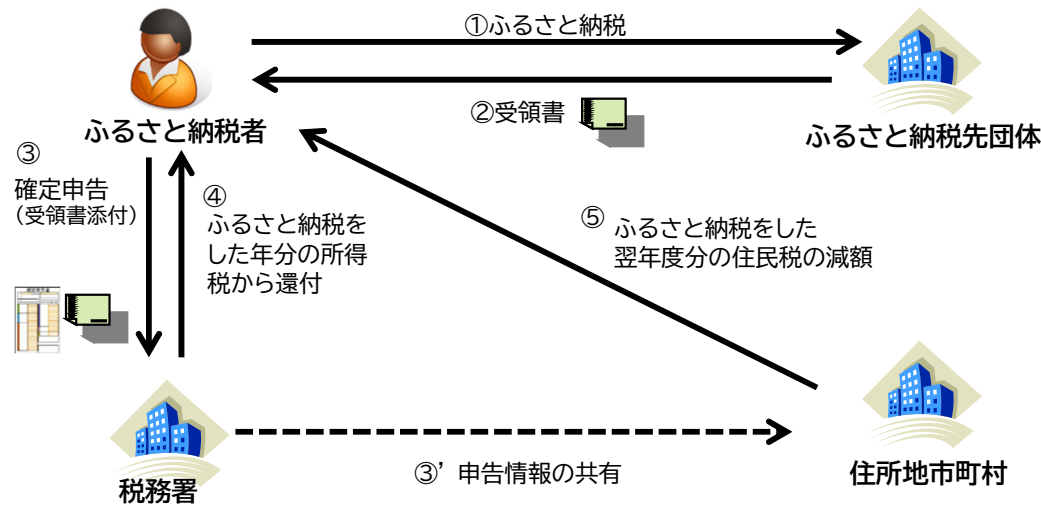 ①ふるさと納税
②受領書
ふるさと納税者
ふるさと納税先団体
③
確定申告
（受領書添付）
④
ふるさと納税を
した年分の所得
税から還付
⑤
ふるさと納税をした
翌年度分の住民税の減額
税務署
③’申告情報の共有
住所地市町村